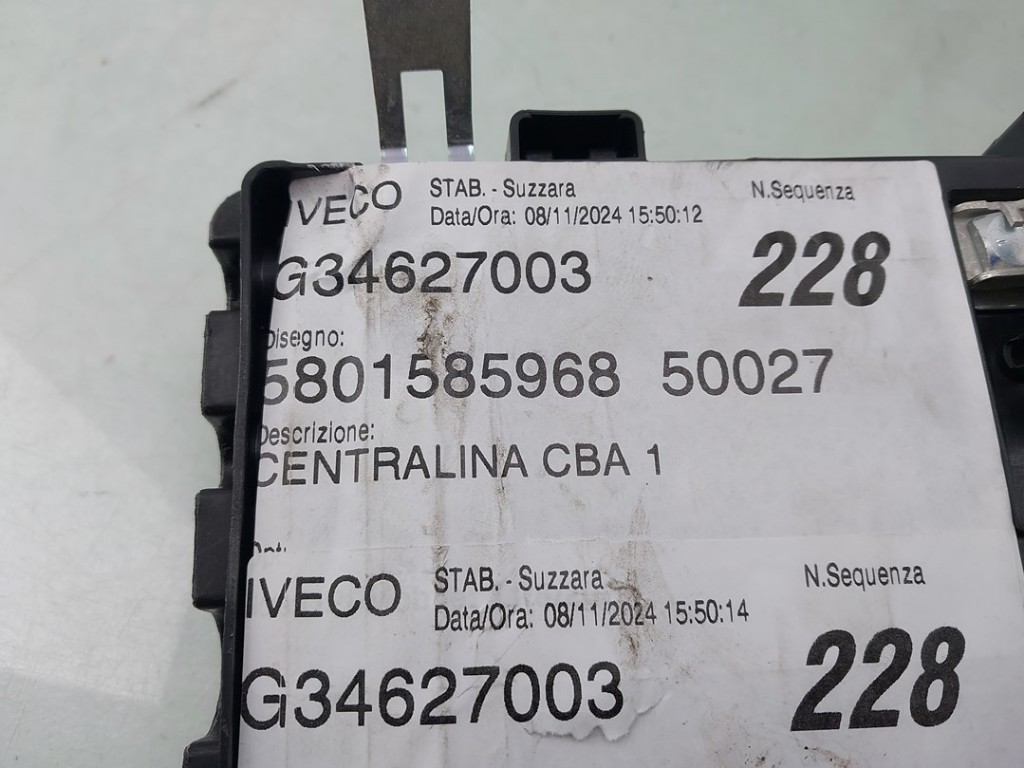 IVECO STAB. - Suzzara N.Sequenza
Data/Ora: 08/11/2024 15:50:12
G34627003 228
Disegno:
5801585968 50027
Descrizione:
CENTRALINA CBA 1
IVECO STAB. - Suzzara N.Sequenza
Data/Ora: 08/11/2024 15:50:14
G34627003 228